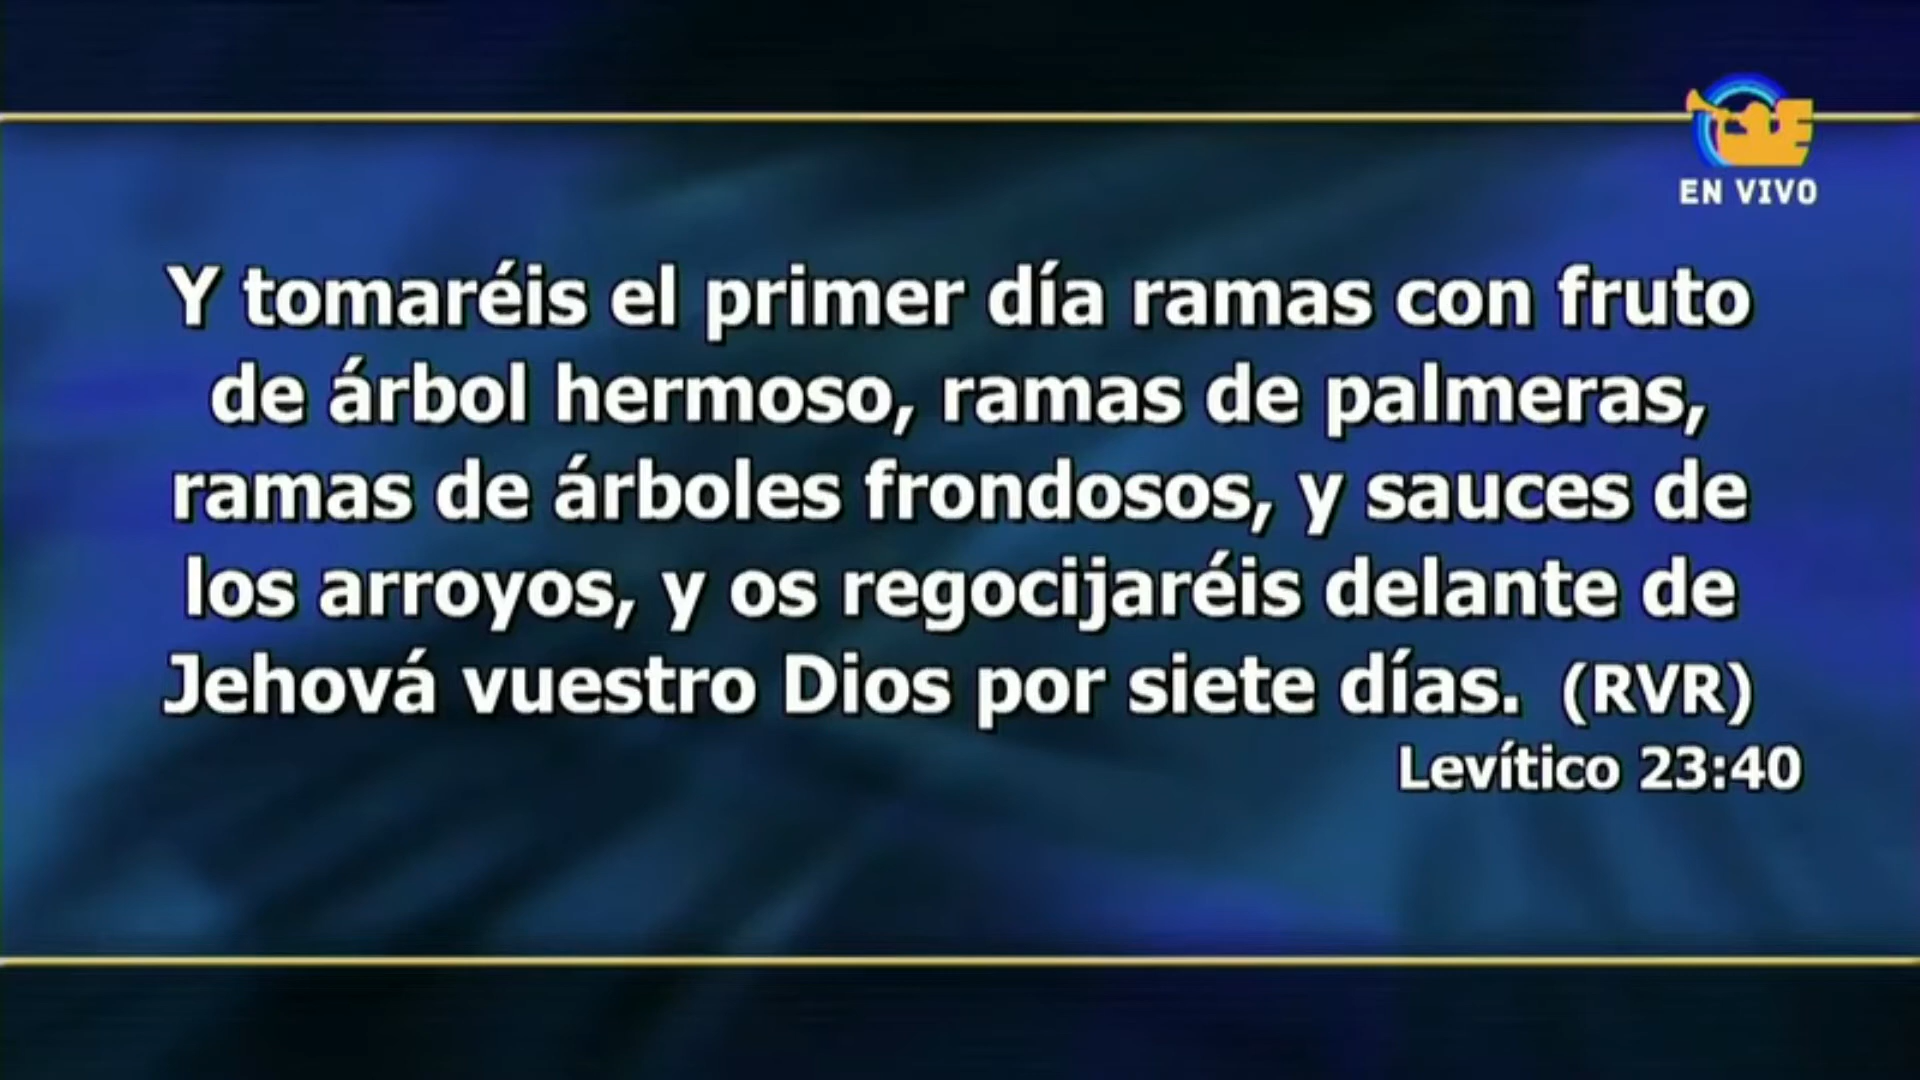 EN VIVO
Y tomaréis el primer día ramas con fruto
de árbol hermoso, ramas de palmeras,
ramas de árboles frondosos, y sauces de
los arroyos, y os regocijaréis delante de
Jehová vuestro Dios por siete días. (RVR)
Levítico 23:40